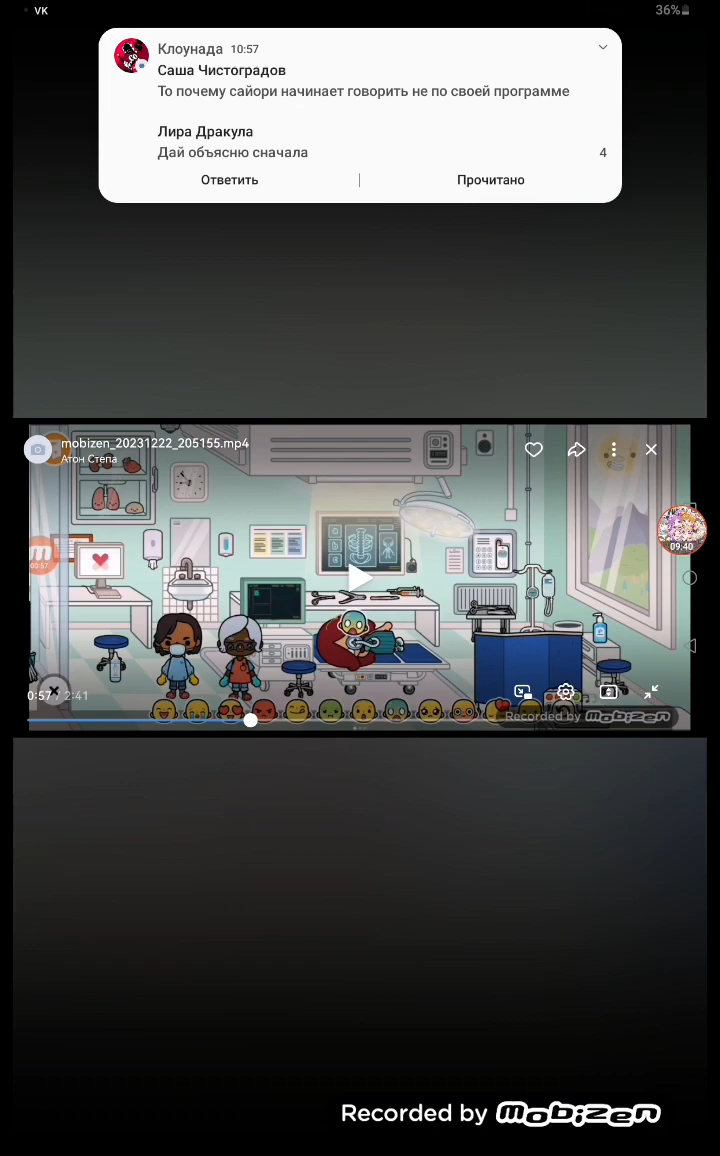 VK
36%
Клоунада 10:57
Саша Чистоградов
То почему сайори начинает говорить не по своей программе
Лира Дракула
Дай объясню сначала 4
Ответить | Прочитано
mobizen_20231222_205155.mp4
Атон Степа
09:40
00:57
0:57 / 2:41
Recorded by Mobizen
Recorded by Mobizen